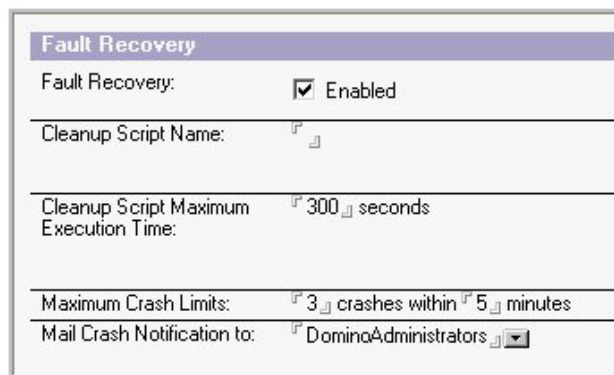 Fault Recovery
Fault Recovery:
Enabled
Cleanup Script Name:
Cleanup Script Maximum
Execution Time:
300 seconds
Maximum Crash Limits:
3 crashes within 5 minutes
Mail Crash Notification to:
DominoAdministrators